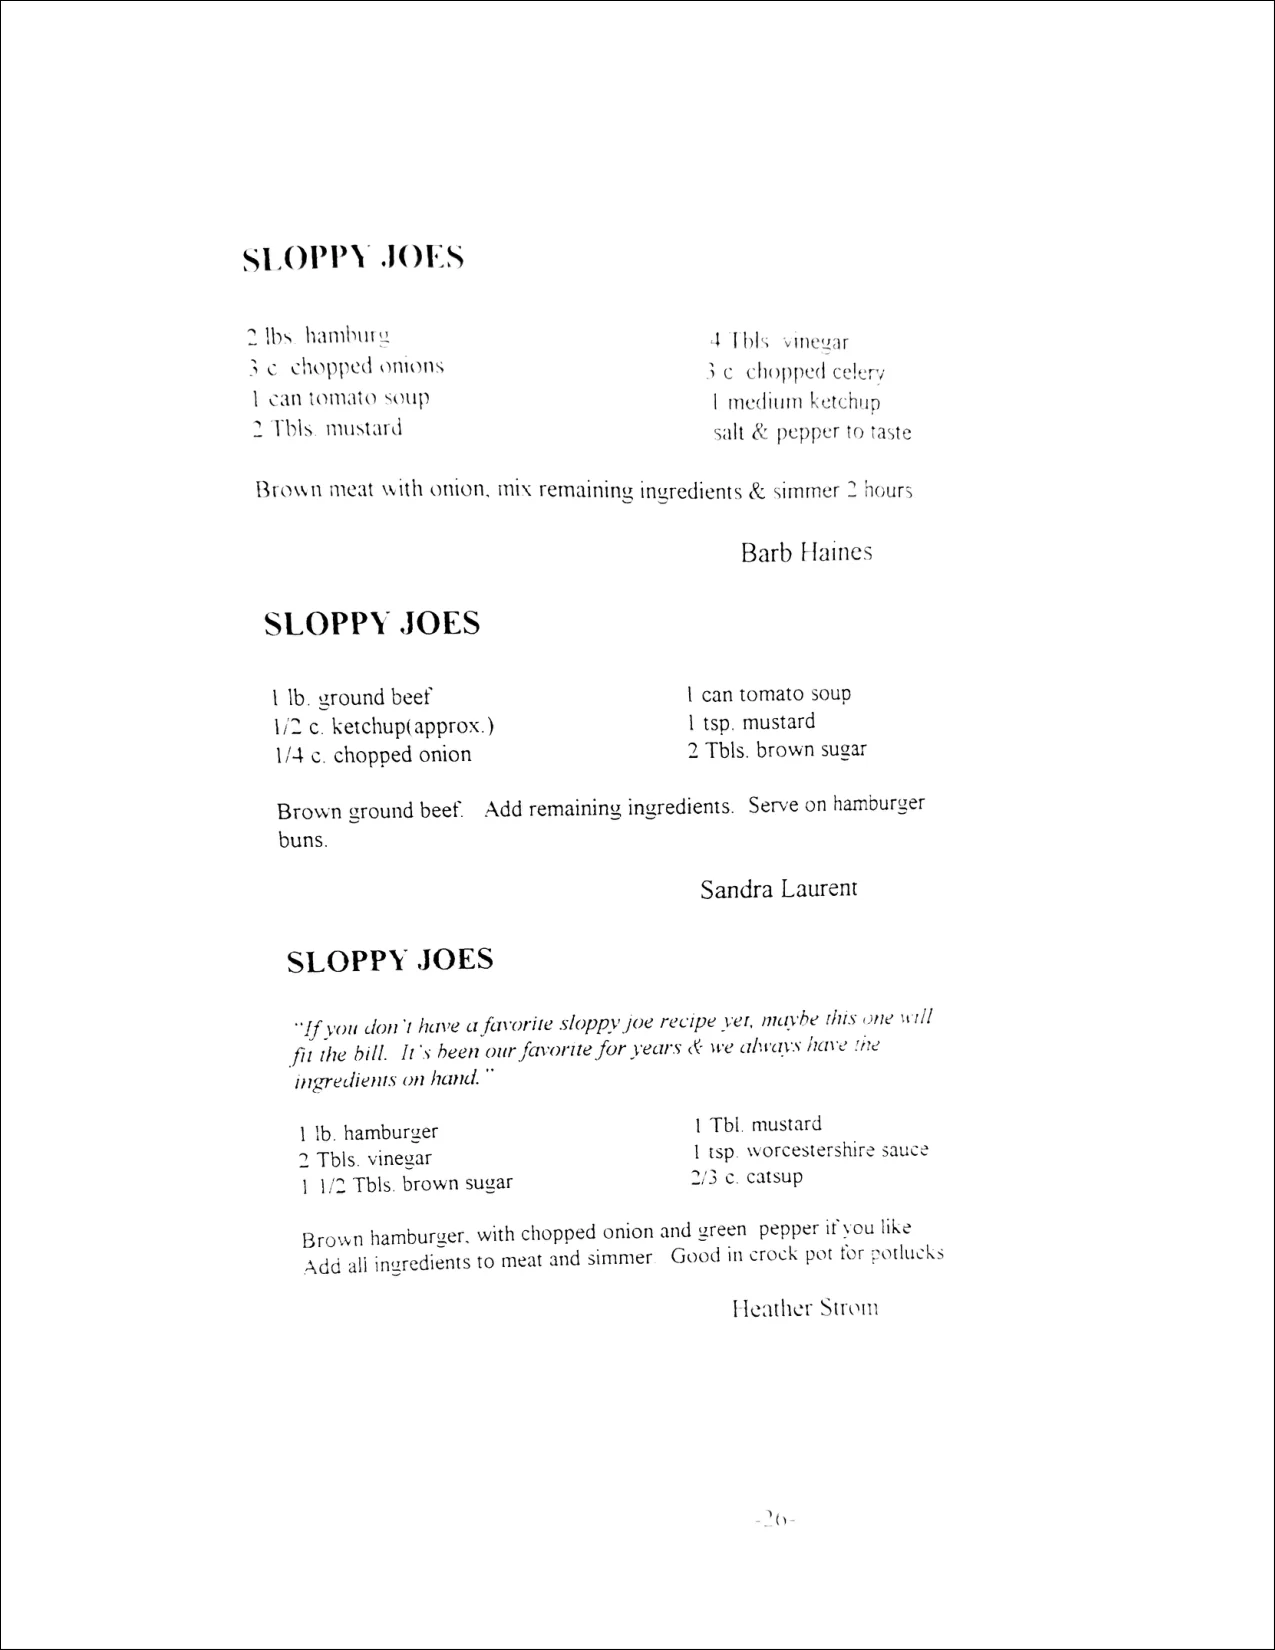 SLOPPY JOES
2 lbs. hamburg
3 c chopped onions
1 can tomato soup
2 Tbls. mustard
4 Tbls vinegar
3 c chopped celery
1 medium ketchup
salt & pepper to taste
Brown meat with onion, mix remaining ingredients & simmer 2 hours
Barb Haines
SLOPPY JOES
1 lb. ground beef
1/2 c. ketchup(approx.)
1/4 c. chopped onion
1 can tomato soup
1 tsp. mustard
2 Tbls. brown sugar
Brown ground beef. Add remaining ingredients. Serve on hamburger
buns.
Sandra Laurent
SLOPPY JOES
"If you don't have a favorite sloppy joe recipe yet, maybe this one will
fit the bill. It's been our favorite for years & we always have the
ingredients on hand."
1 lb. hamburger
2 Tbls. vinegar
1 1/2 Tbls. brown sugar
1 Tbl. mustard
1 tsp. worcestershire sauce
2/3 c. catsup
Brown hamburger, with chopped onion and green pepper if you like
Add all ingredients to meat and simmer Good in crock pot for potlucks
Heather Strom
-26-